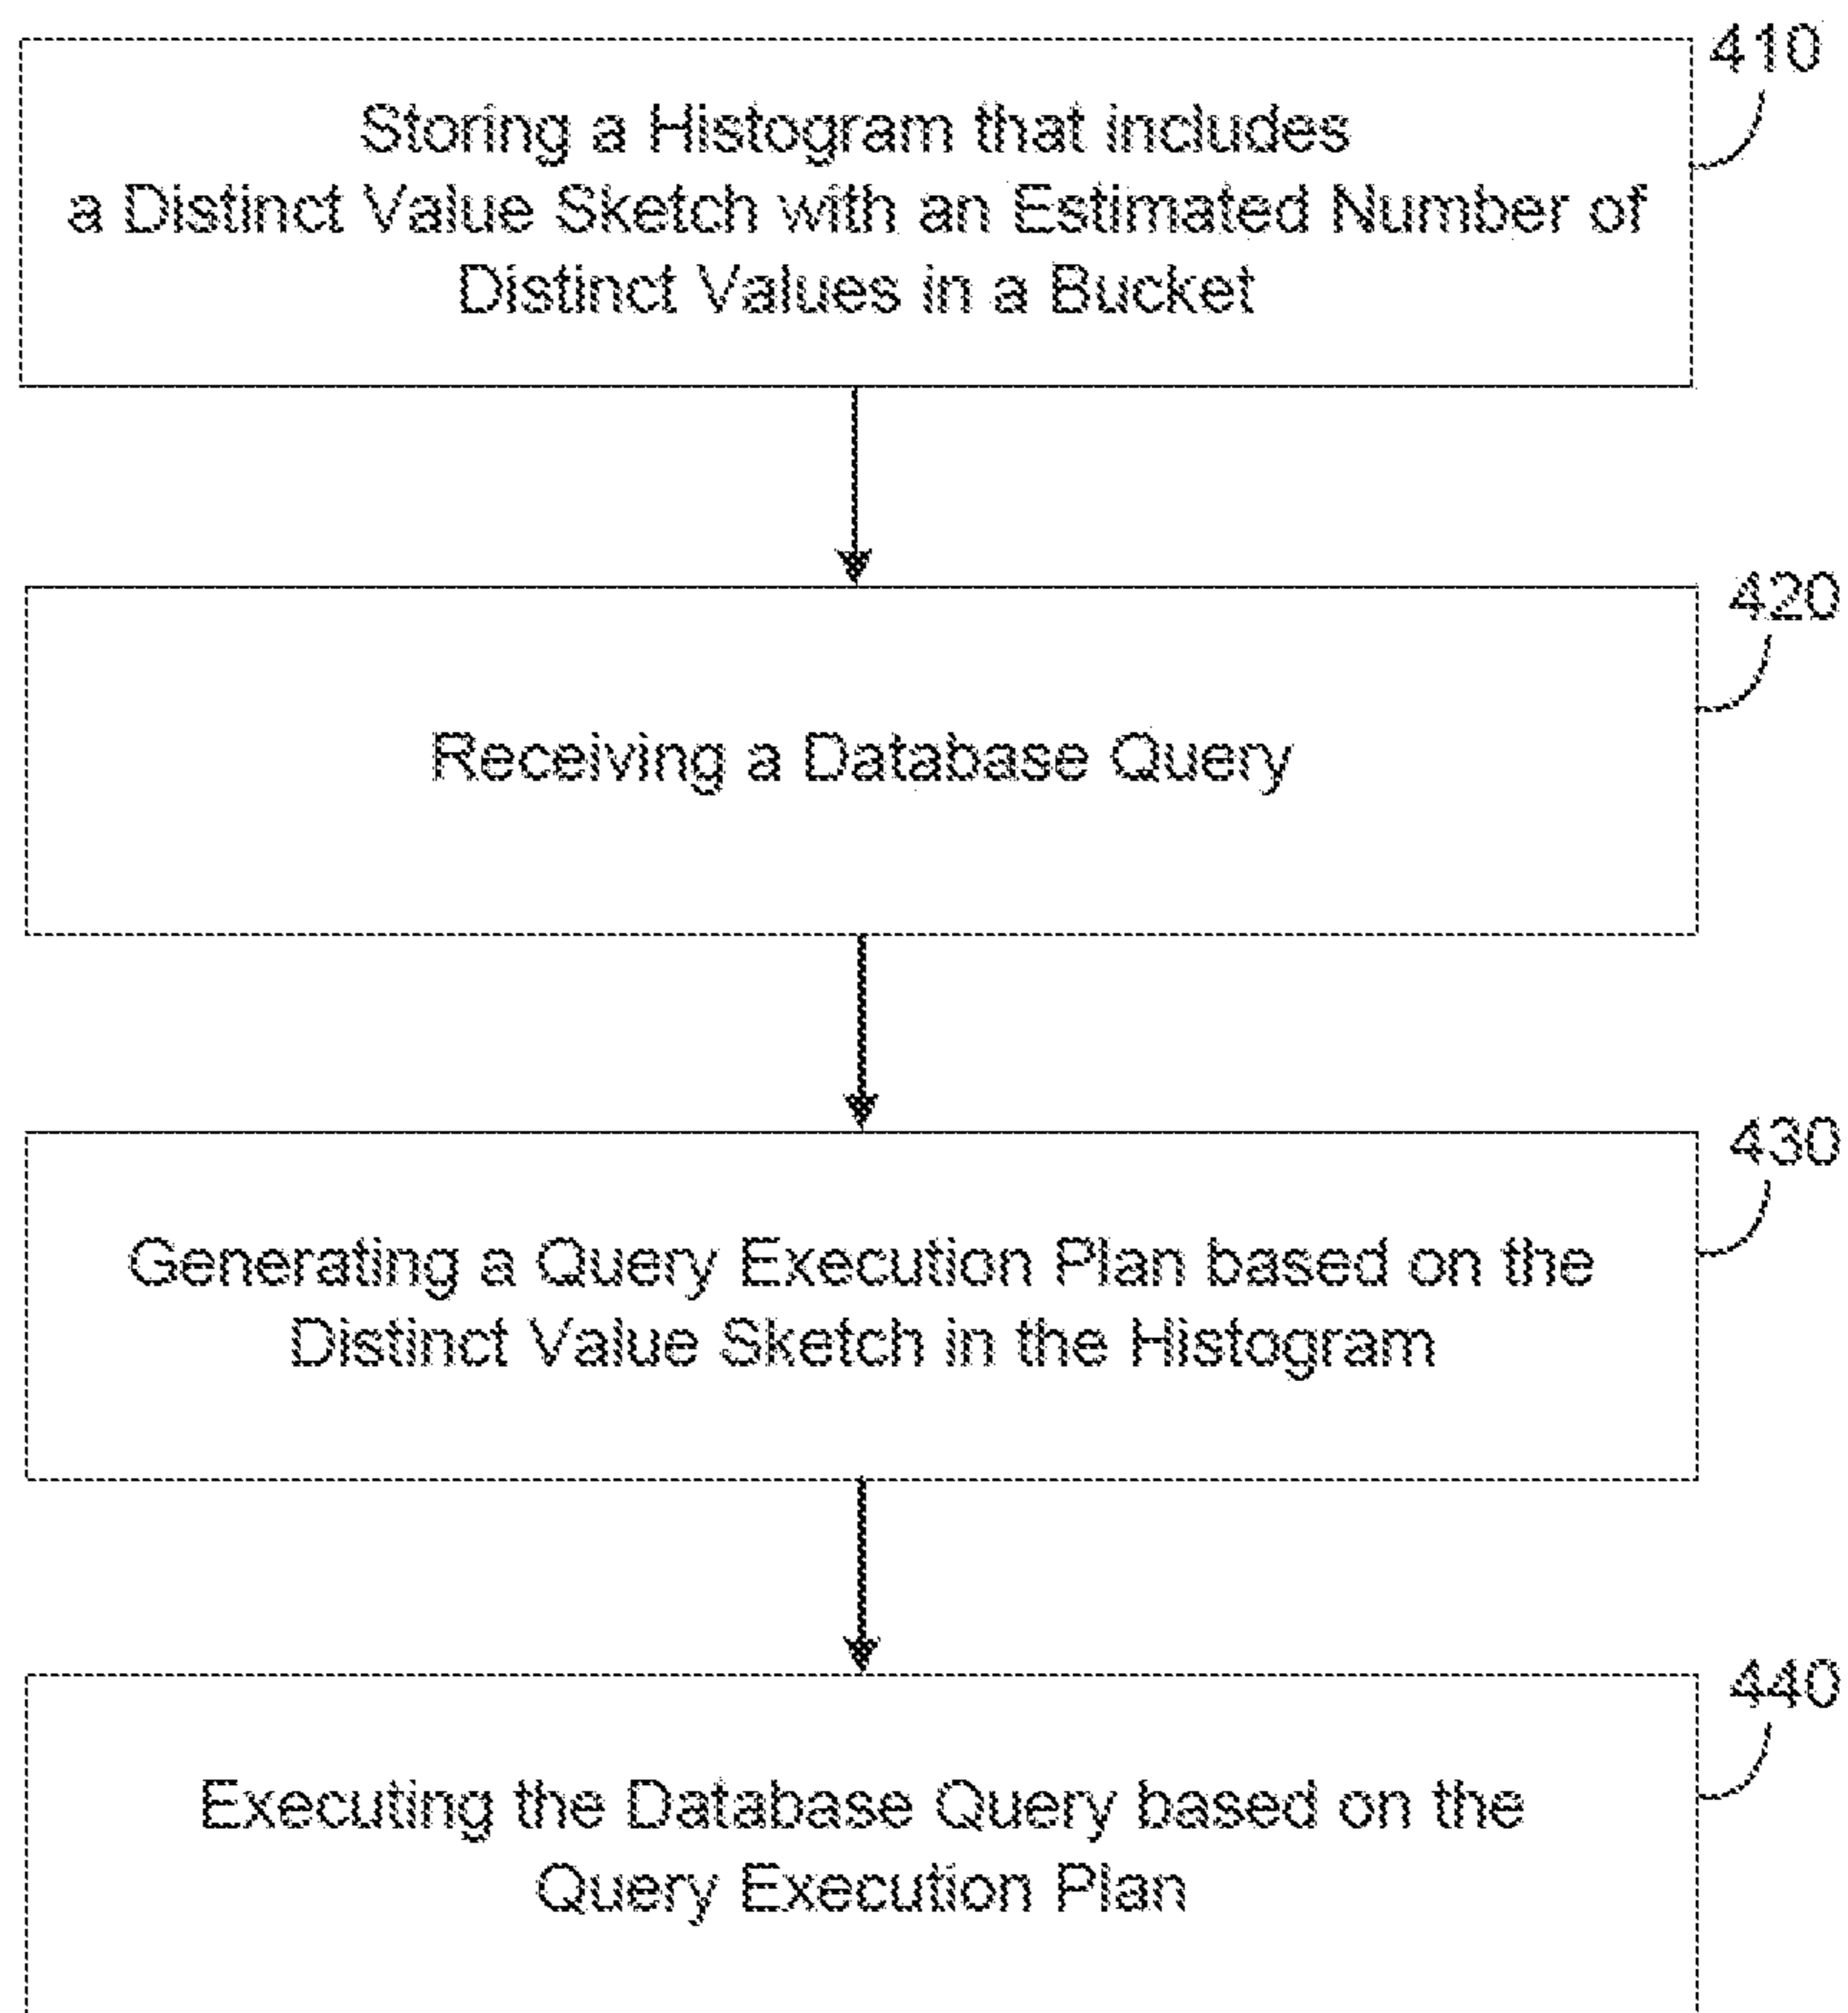 410
Storing a Histogram that includes
a Distinct Value Sketch with an Estimated Number of
Distinct Values in a Bucket
420
Receiving a Database Query
430
Generating a Query Execution Plan based on the
Distinct Value Sketch in the Histogram
440
Executing the Database Query based on the
Query Execution Plan